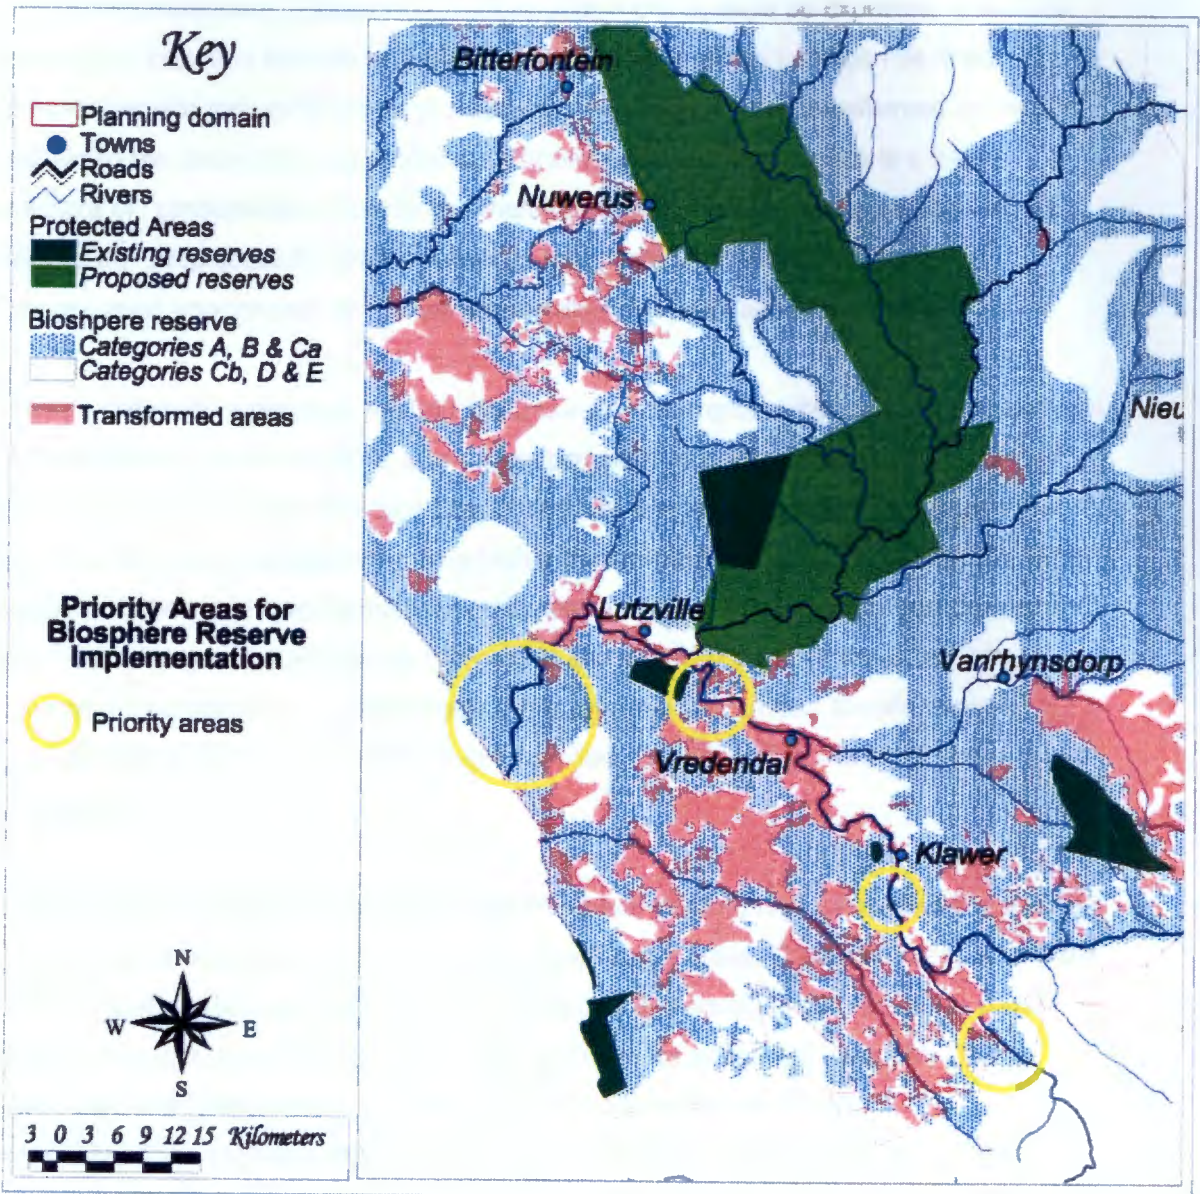 Key
Planning domain
Towns
Roads
Rivers
Protected Areas
Existing reserves
Proposed reserves
Bioshpere reserve
Categories A, B & Ca
Categories Cb, D & E
Transformed areas
Priority Areas for
Biosphere Reserve
Implementation
Priority areas
N
W E
S
3 0 3 6 9 12 15 Kilometers
Bitterfontein
Nuwerus
Nieu
Lutzville
Vanrhynsdorp
Vredendal
Klawer